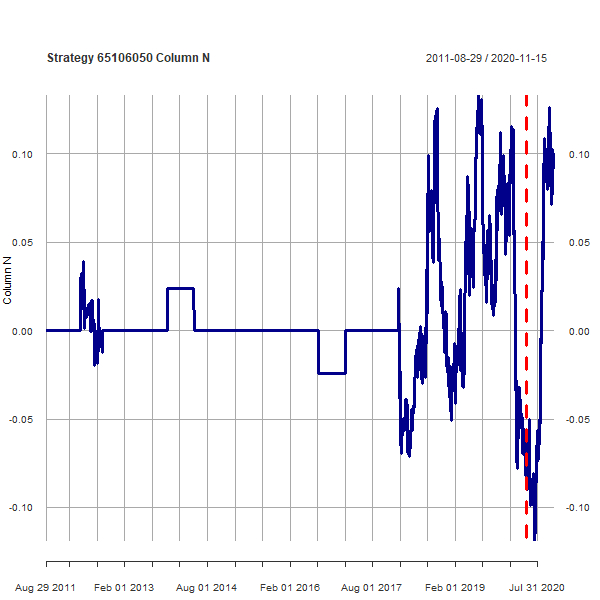 Strategy 65106050 Column N
2011-08-29 / 2020-11-15
Column N
0.10
0.05
0.00
-0.05
-0.10
0.10
0.05
0.00
-0.05
-0.10
Aug 29 2011
Feb 01 2013
Aug 01 2014
Feb 01 2016
Aug 01 2017
Feb 01 2019
Jul 31 2020